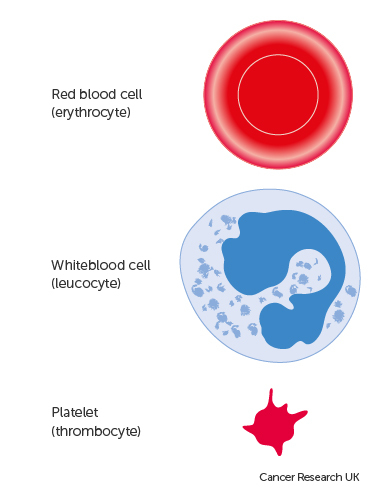 Red blood cell
(erythrocyte)
Whiteblood cell
(leucocyte)
Platelet
(thrombocyte)
Cancer Research UK